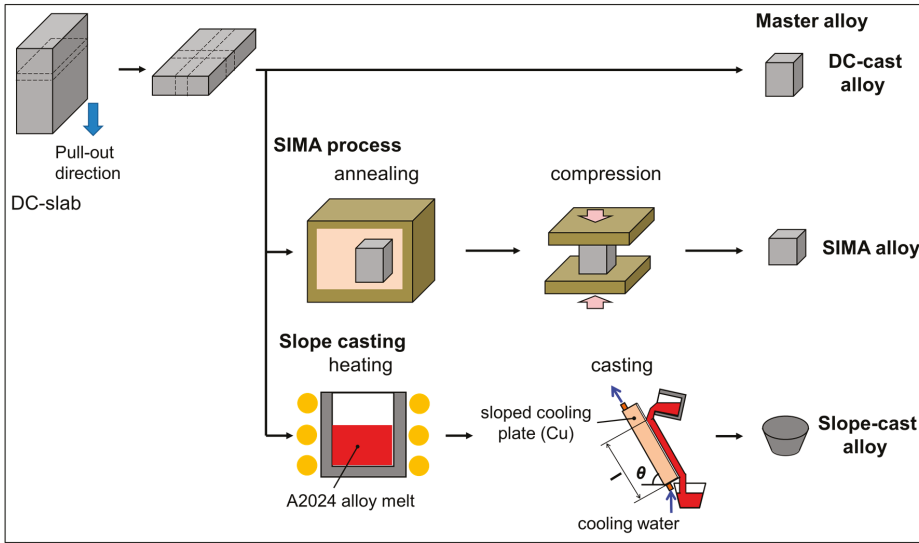 Master alloy
DC-cast
alloy
Pull-out
direction
DC-slab
SIMA process
annealing
compression
SIMA alloy
Slope casting
heating
casting
sloped cooling
plate (Cu)
l
θ
A2024 alloy melt
cooling water
Slope-cast
alloy